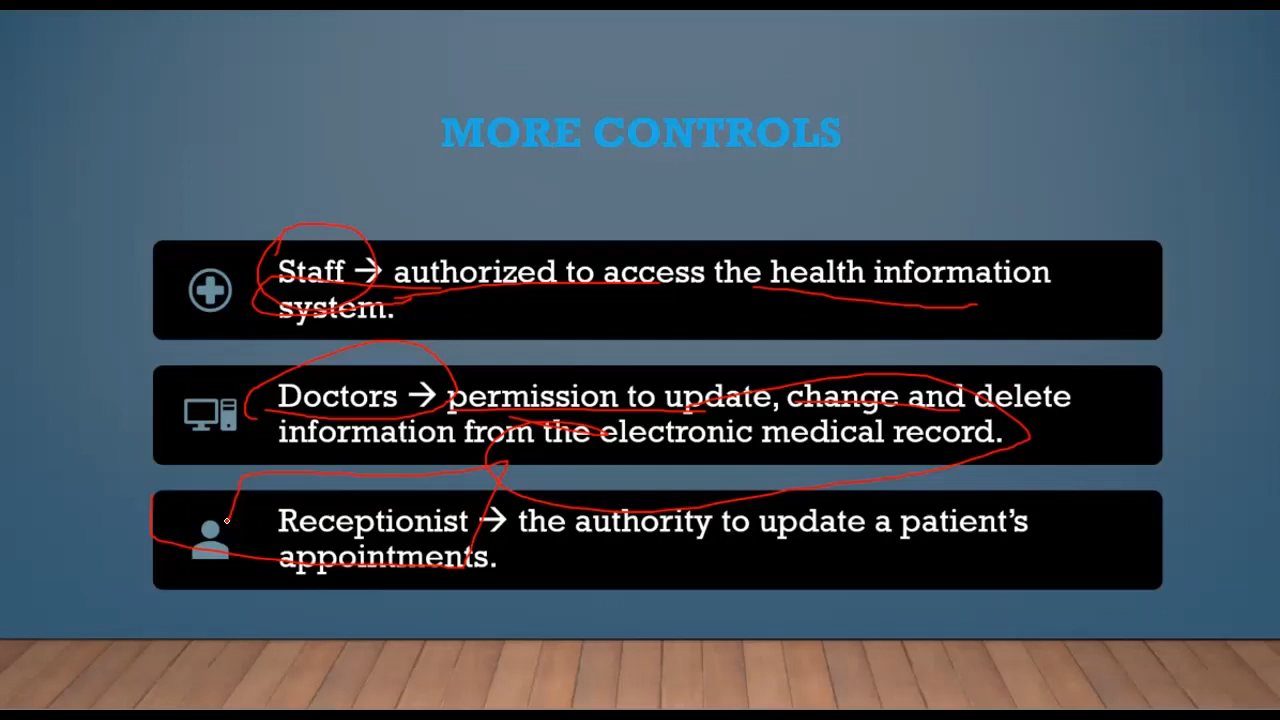 MORE CONTROLS
Staff → authorized to access the health information
system.
Doctors → permission to update, change and delete
information from the electronic medical record.
Receptionist → the authority to update a patient's
appointments.